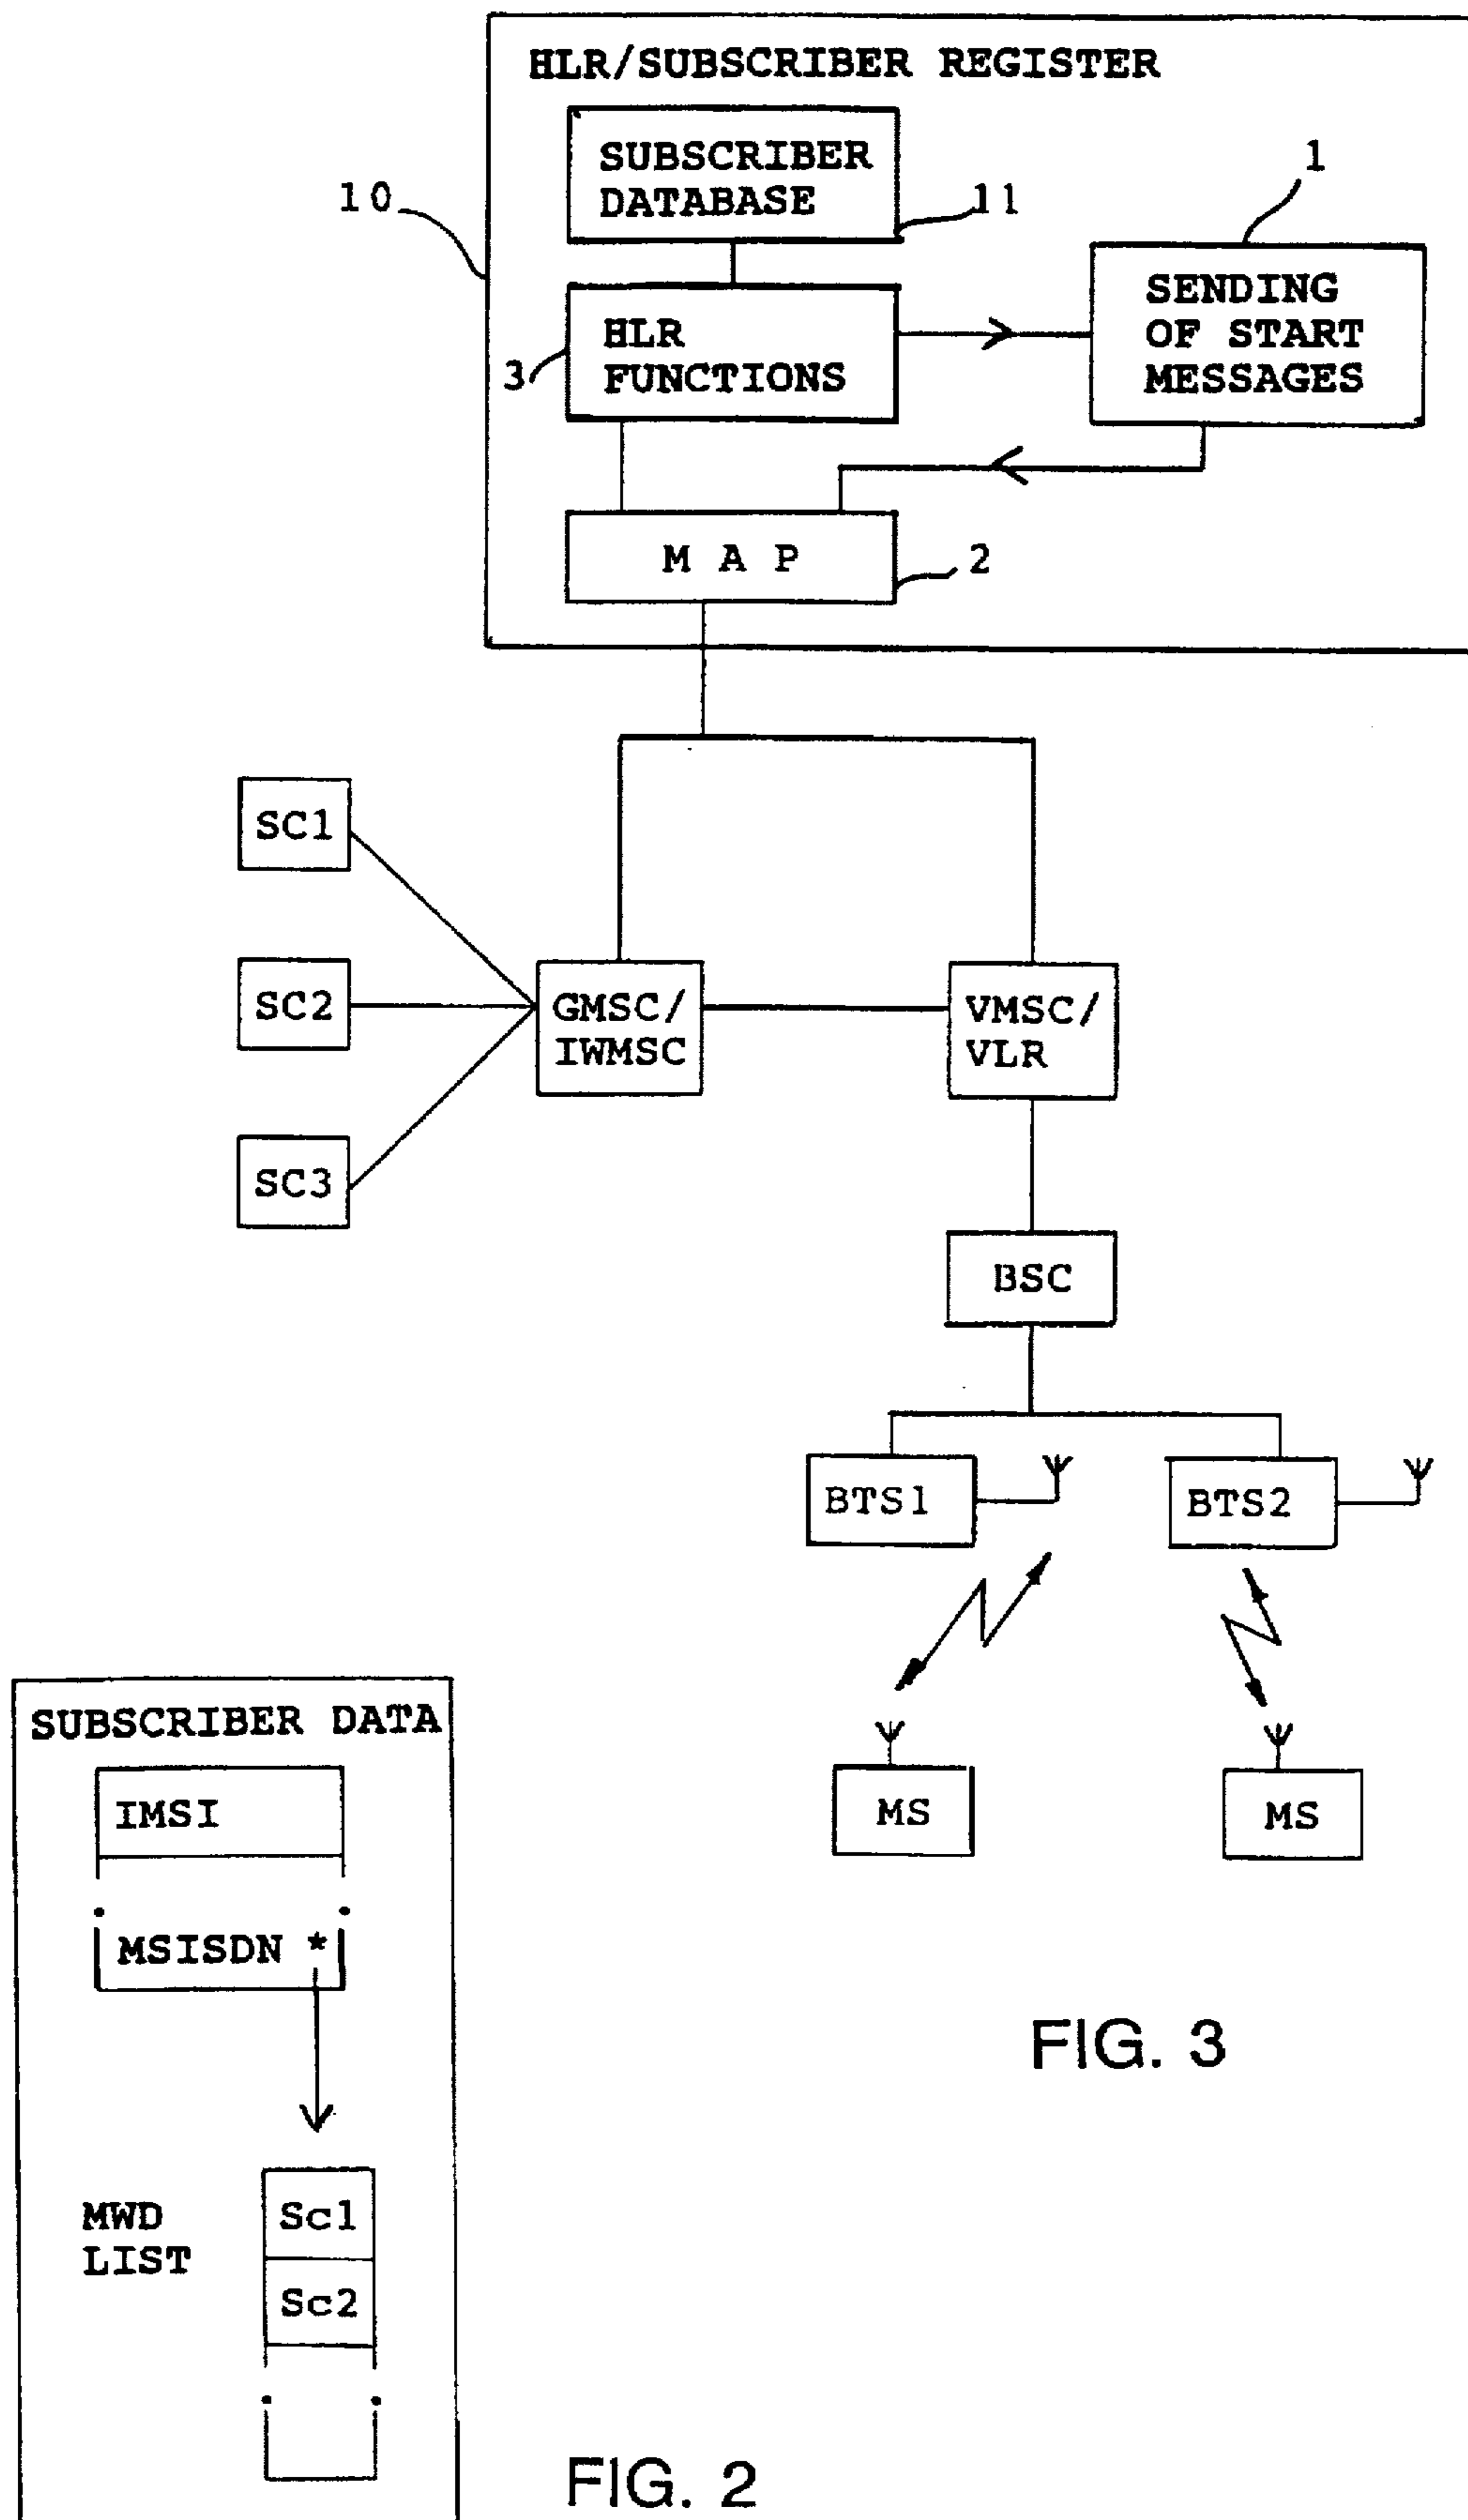 HLR/SUBSCRIBER REGISTER
SUBSCRIBER
DATABASE
10
11
1
HLR
FUNCTIONS
3
SENDING
OF START
MESSAGES
M A P
2
SC1
SC2
SC3
GMSC/
IWMSC
VMSC/
VLR
BSC
BTS1
BTS2
MS
MS
FIG. 3
SUBSCRIBER DATA
IMSI
MSISDN *
MWD
LIST
Sc1
Sc2
FIG. 2